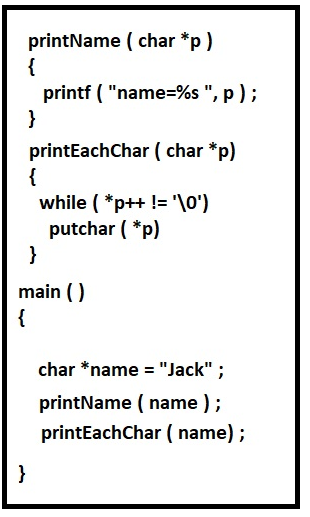 printName ( char *p )
{
printf ( "name=%s ", p ) ;
}
printEachChar ( char *p)
{
while ( *p++ != '\0')
putchar ( *p)
}
main ( )
{
char *name = "Jack" ;
printName ( name ) ;
printEachChar ( name) ;
}